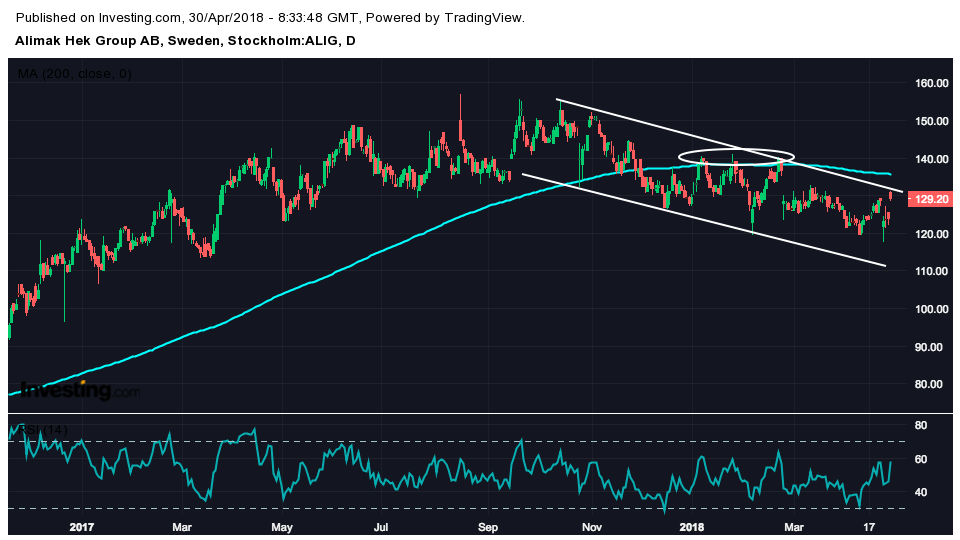 Published on Investing.com, 30/Apr/2018 - 8:33:48 GMT, Powered by TradingView.
Alimak Hek Group AB, Sweden, Stockholm:ALIG, D
MA (200, close, 0)
160.00
150.00
140.00
130.00
129.20
120.00
110.00
100.00
90.00
80.00
Investing.com
RSI (14)
80
60
40
2017
Mar
May
Jul
Sep
Nov
2018
Mar
17